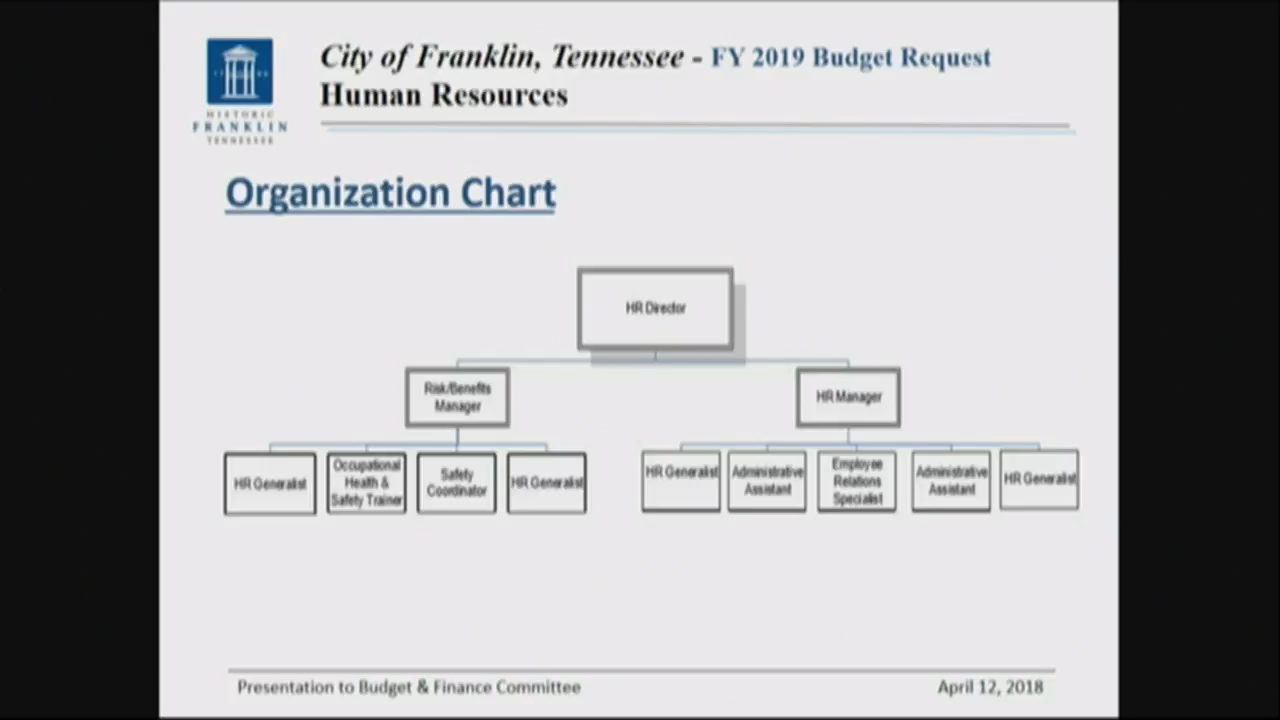 City of Franklin, Tennessee - FY 2019 Budget Request
Human Resources
HISTORIC
FRANKLIN
TENNESSEE
Organization Chart
HR Director
Risk/Benefits
Manager
HR Manager
HR Generalist
Occupational
Health &
Safety Trainer
Safety
Coordinator
HR Generalist
HR Generalist
Administrative
Assistant
Employee
Relations
Specialist
Administrative
Assistant
HR Generalist
Presentation to Budget & Finance Committee
April 12, 2018